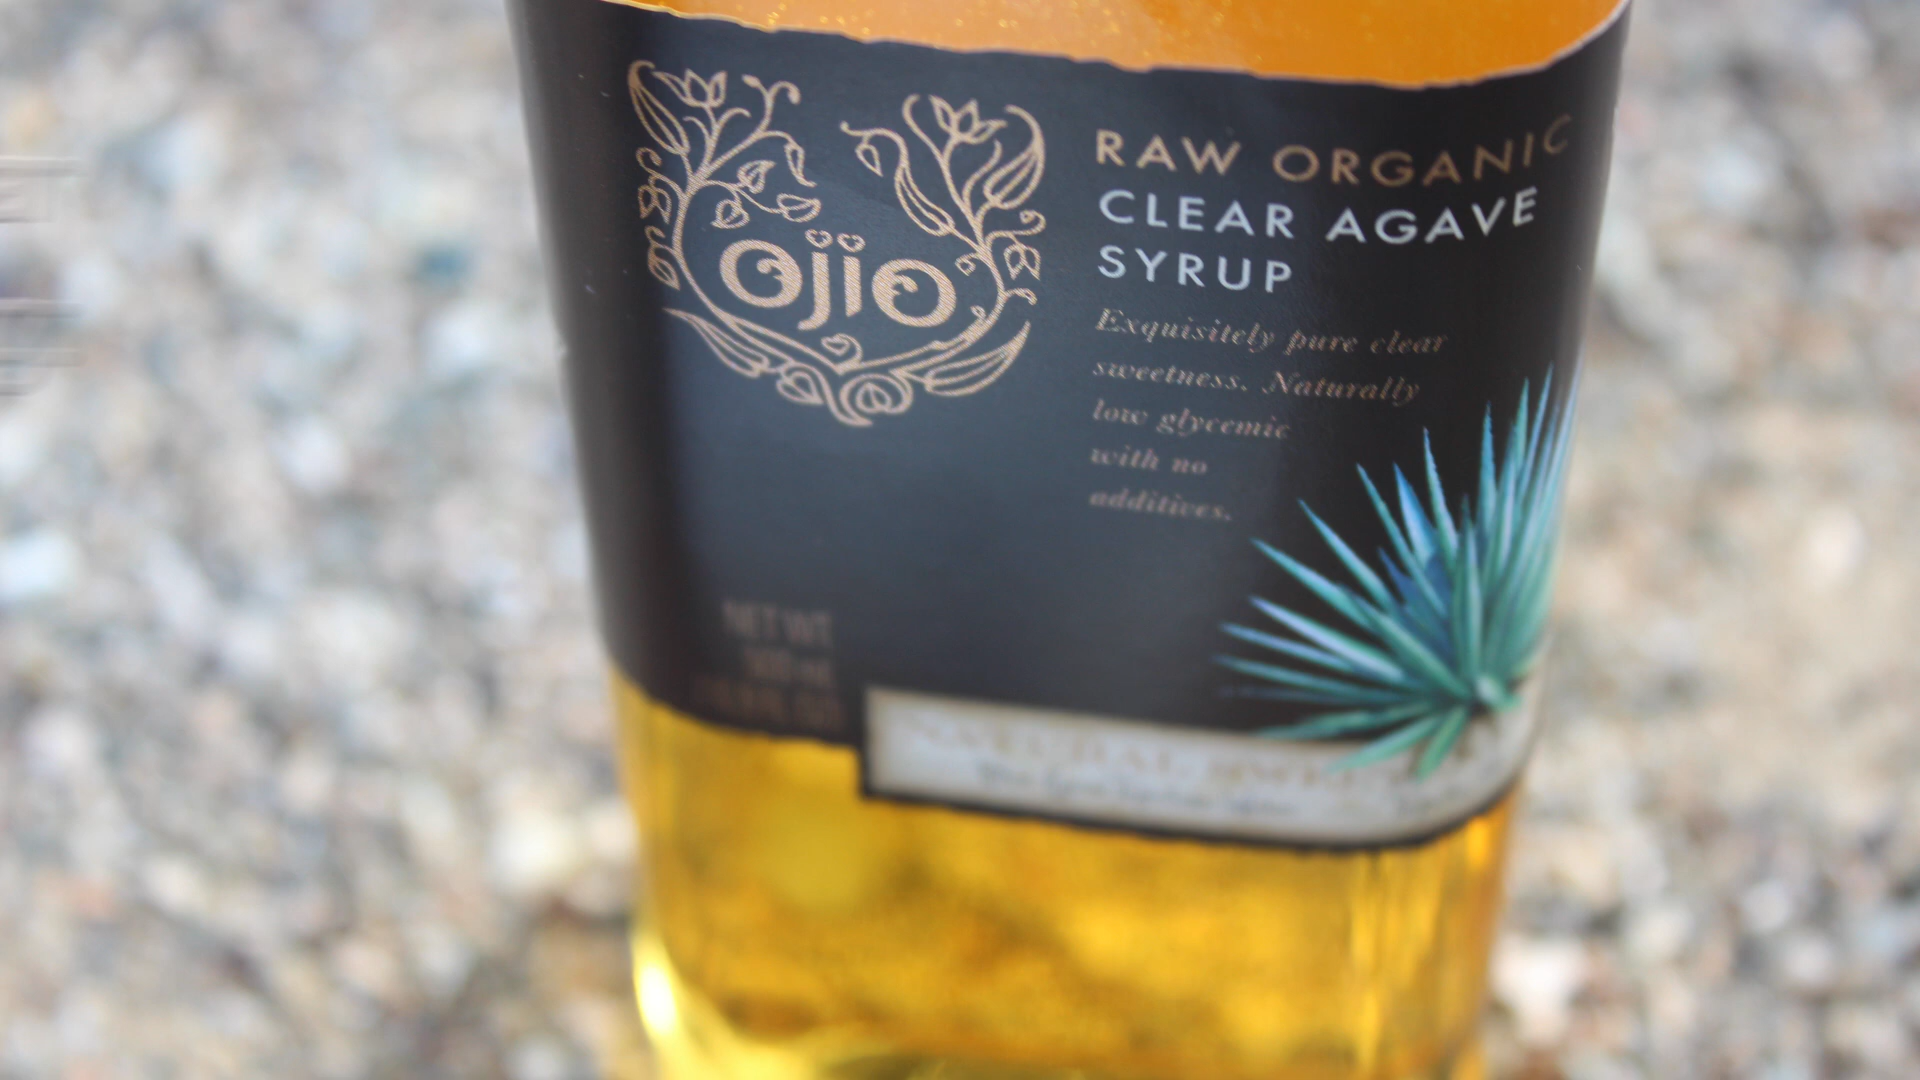 ojio
RAW ORGANIC
CLEAR AGAVE
SYRUP
Exquisitely pure clear
sweetness. Naturally
low glycemic
with no
additives.
NET WT